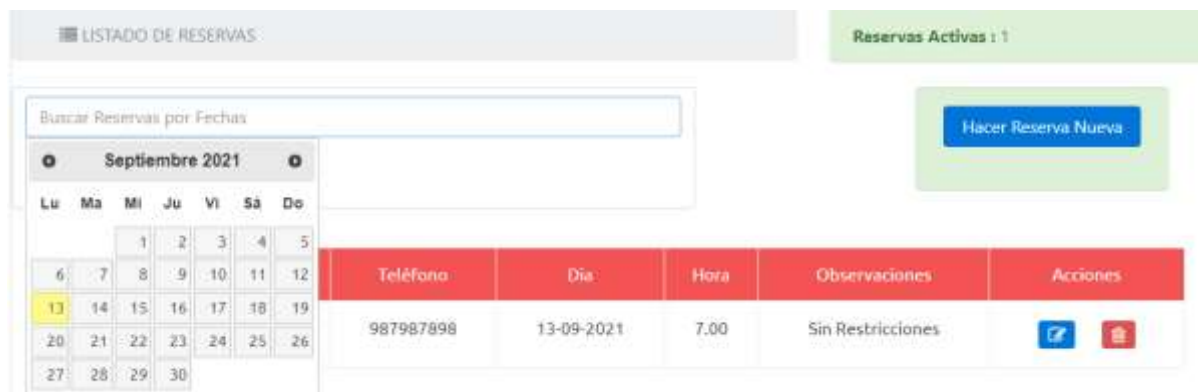 LISTADO DE RESERVAS
Reservas Activas : 1
Buscar Reservas por Fechas
Hacer Reserva Nueva
Septiembre 2021
Lu Ma Mi Ju Vi Sá Do
1 2 3 4 5
6 7 8 9 10 11 12
13 14 15 16 17 18 19
20 21 22 23 24 25 26
27 28 29 30
Teléfono Dia Hora Observaciones Acciones
987987898 13-09-2021 7.00 Sin Restricciones